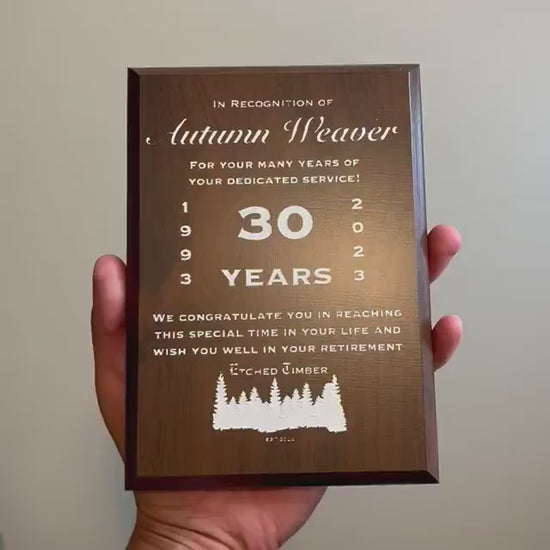 In Recognition of
Autumn Weaver
For your many years of
your dedicated service!
1993
30
2023
Years
We congratulate you in reaching
this special time in your life and
wish you well in your retirement
Etched Timber